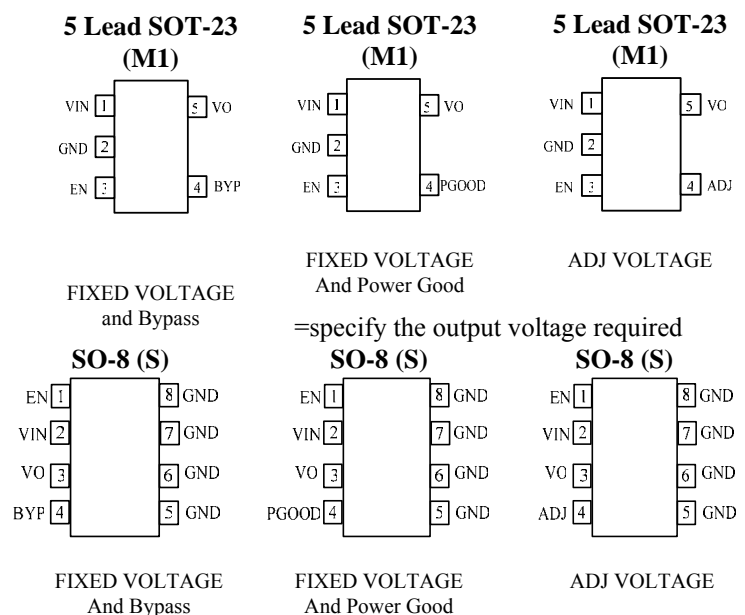 5 Lead SOT-23
(M1)
VIN 1
5 VO
GND 2
EN 3
4 BYP
FIXED VOLTAGE
and Bypass
5 Lead SOT-23
(M1)
VIN 1
5 VO
GND 2
EN 3
4 PGOOD
FIXED VOLTAGE
And Power Good
5 Lead SOT-23
(M1)
VIN 1
5 VO
GND 2
EN 3
4 ADJ
ADJ VOLTAGE
=specify the output voltage required
SO-8 (S)
EN 1
8 GND
VIN 2
7 GND
VO 3
6 GND
BYP 4
5 GND
FIXED VOLTAGE
And Bypass
SO-8 (S)
EN 1
8 GND
VIN 2
7 GND
VO 3
6 GND
PGOOD 4
5 GND
FIXED VOLTAGE
And Power Good
SO-8 (S)
EN 1
8 GND
VIN 2
7 GND
VO 3
6 GND
ADJ 4
5 GND
ADJ VOLTAGE